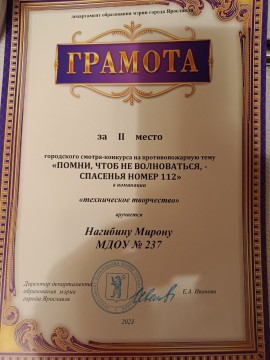 департамент образования мэрии города Ярославля
ГРАМОТА
за II место
городского смотра-конкурса на противопожарную тему
«ПОМНИ, ЧТОБ НЕ ВОЛНОВАТЬСЯ, -
СПАСЕНЬЯ НОМЕР 112»
в номинации
«техническое творчество»
вручается
Нагибину Мирону
МДОУ № 237
Директор департамента
образования мэрии
города Ярославля
Е.А. Иванова
2023